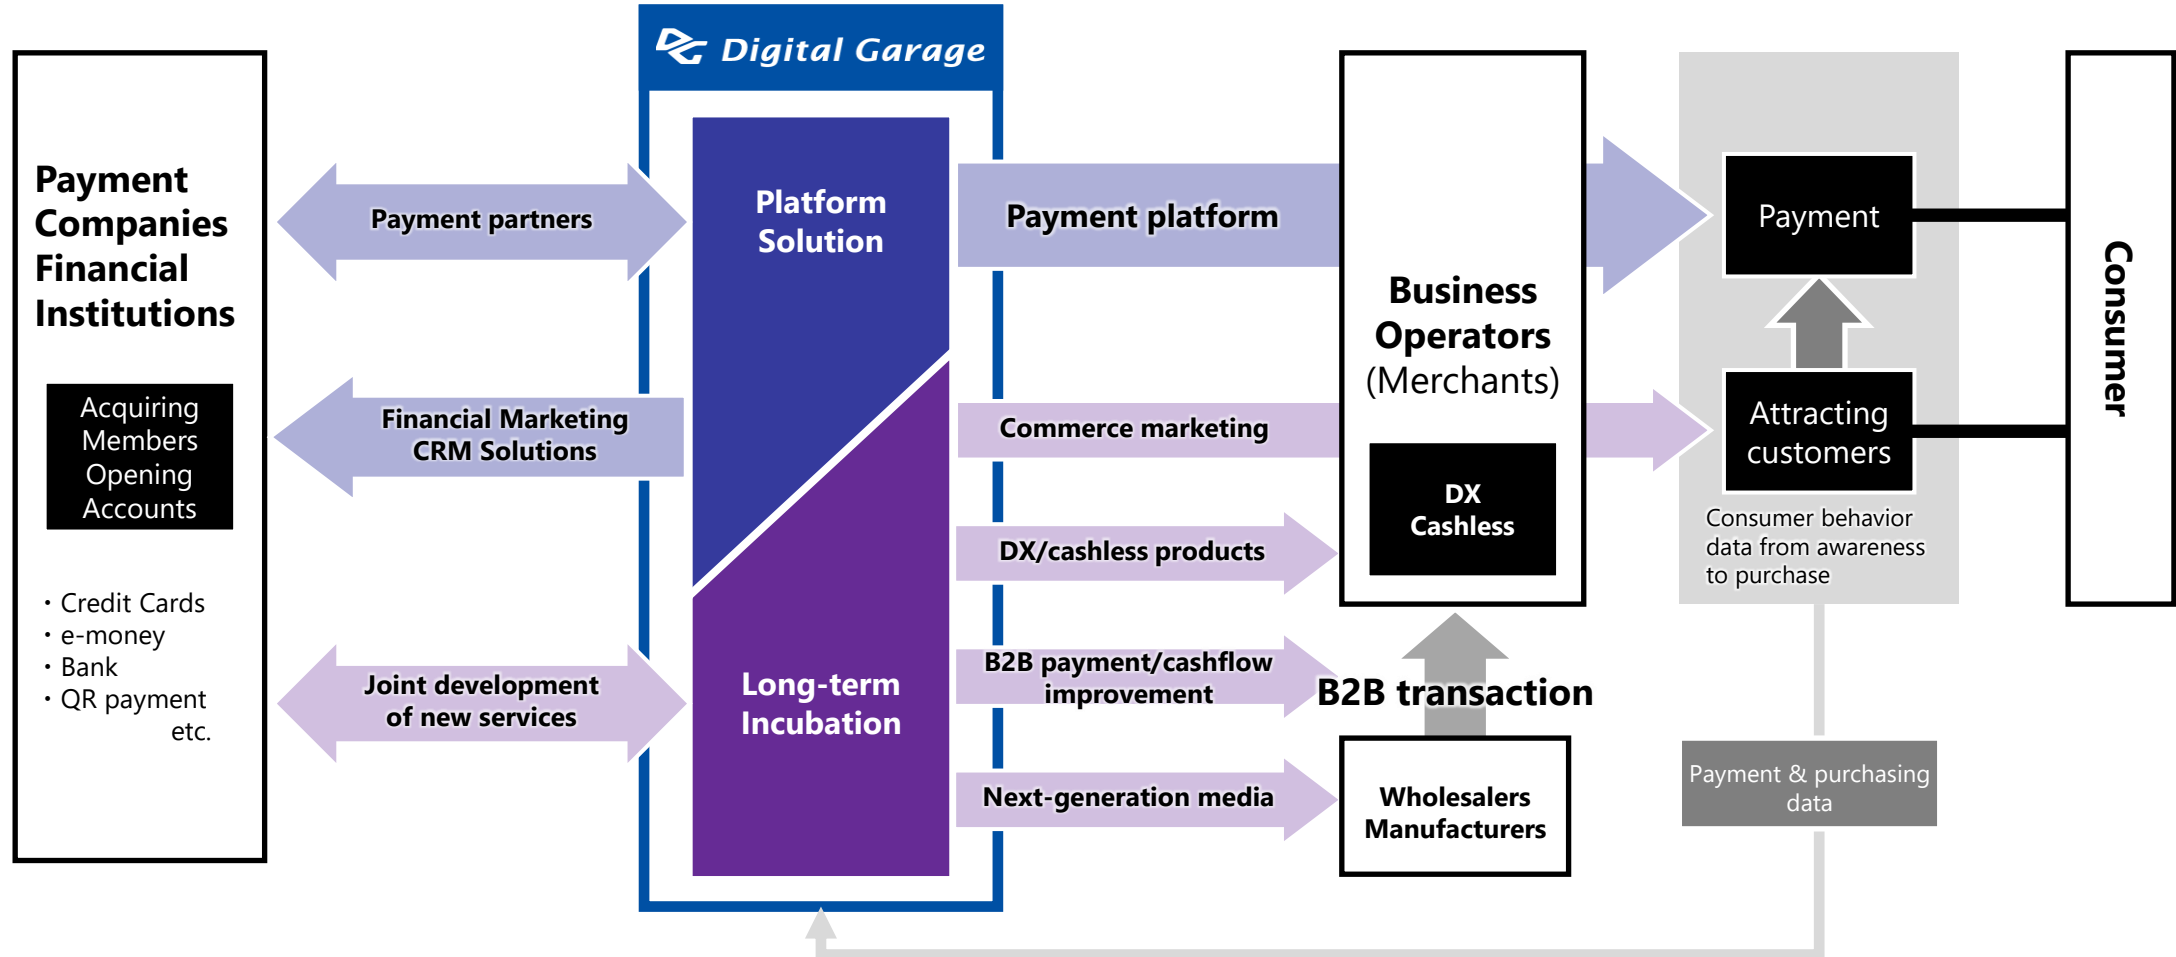 Digital Garage
Payment
Companies
Financial
Institutions
Acquiring
Members
Opening
Accounts
・Credit Cards
・e-money
・Bank
・QR payment
etc.
Payment partners
Financial Marketing
CRM Solutions
Joint development
of new services
Platform
Solution
Long-term
Incubation
Payment platform
Commerce marketing
DX/cashless products
B2B payment/cashflow
improvement
Next-generation media
Business
Operators
(Merchants)
DX
Cashless
B2B transaction
Wholesalers
Manufacturers
Payment
Attracting
customers
Consumer behavior
data from awareness
to purchase
Payment & purchasing
data
Consumer